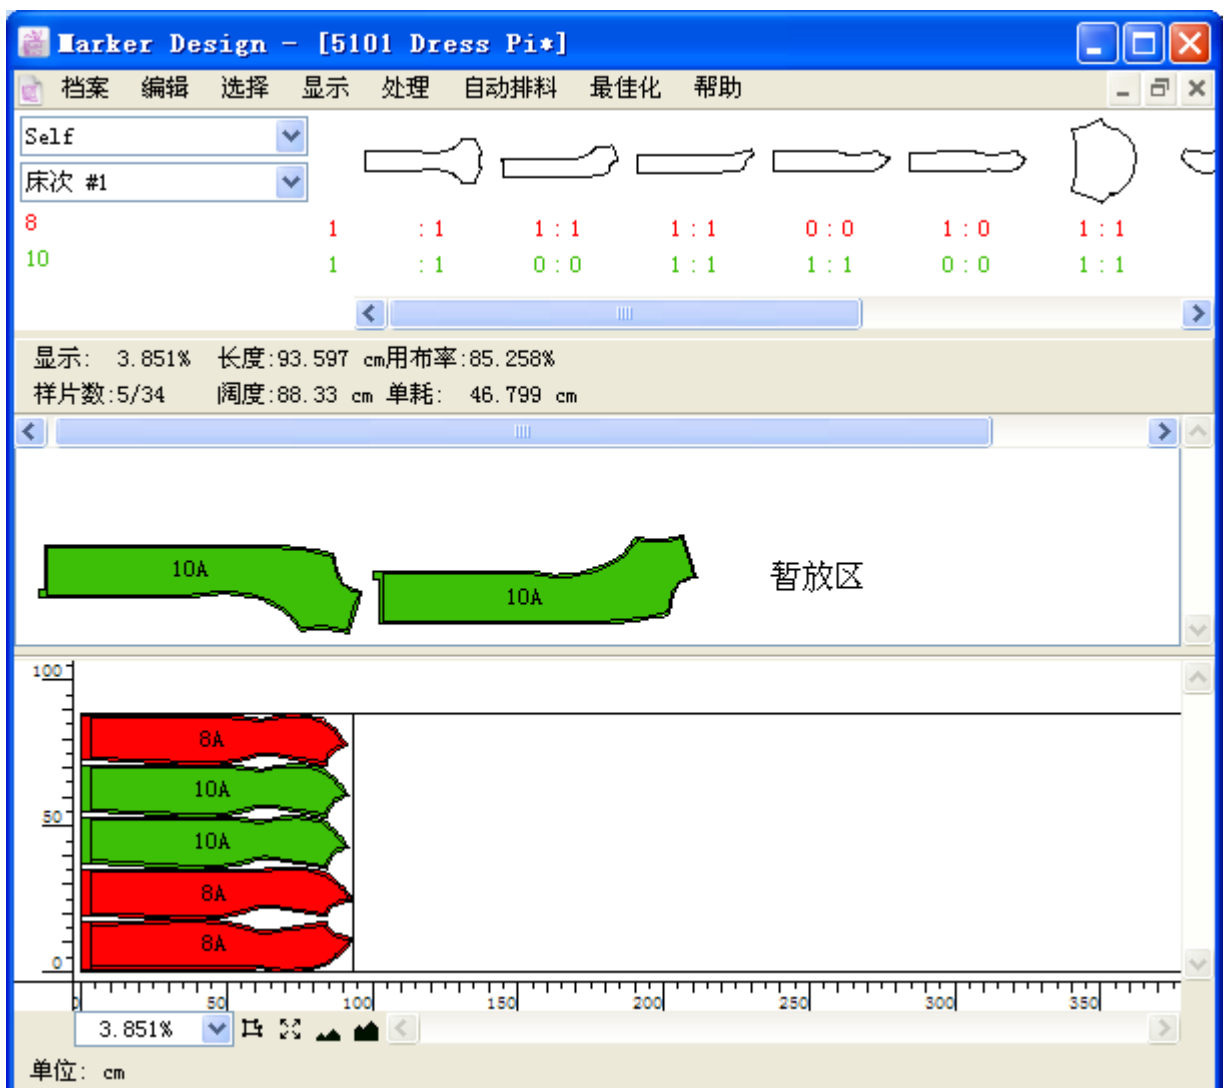 Marker Design - [5101 Dress Pi*]
档案 编辑 选择 显示 处理 自动排料 最佳化 帮助
Self
床次 #1
8 1 :1 1:1 1:1 0:0 1:0 1:1
10 1 :1 0:0 1:1 1:1 0:0 1:1
显示: 3.851% 长度:93.597 cm用布率:85.258%
样片数:5/34 阔度:88.33 cm 单耗: 46.799 cm
10A 10A 暂放区
100
8A
10A
50
10A
8A
8A
0
0 50 100 150 200 250 300 350
3.851%
单位: cm